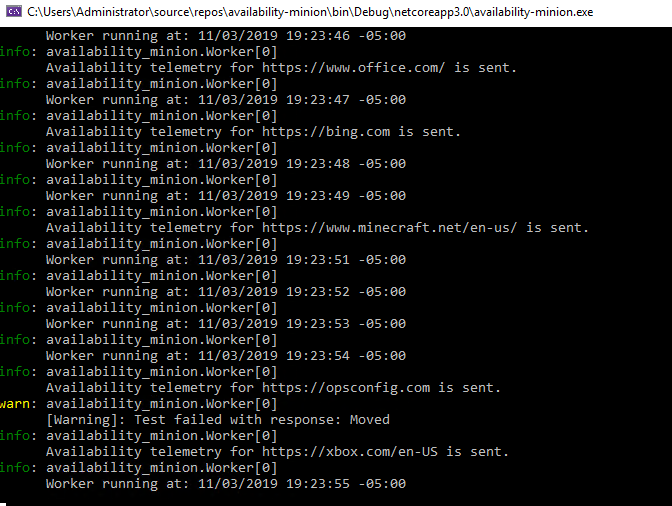 C:\Users\Administrator\source\repos\availability-minion\bin\Debug\netcoreapp3.0\availability-minion.exe
Worker running at: 11/03/2019 19:23:46 -05:00
info: availability_minion.Worker[0]
Availability telemetry for https://www.office.com/ is sent.
info: availability_minion.Worker[0]
Worker running at: 11/03/2019 19:23:47 -05:00
info: availability_minion.Worker[0]
Availability telemetry for https://bing.com is sent.
info: availability_minion.Worker[0]
Worker running at: 11/03/2019 19:23:48 -05:00
info: availability_minion.Worker[0]
Worker running at: 11/03/2019 19:23:49 -05:00
info: availability_minion.Worker[0]
Availability telemetry for https://www.minecraft.net/en-us/ is sent.
info: availability_minion.Worker[0]
Worker running at: 11/03/2019 19:23:51 -05:00
info: availability_minion.Worker[0]
Worker running at: 11/03/2019 19:23:52 -05:00
info: availability_minion.Worker[0]
Worker running at: 11/03/2019 19:23:53 -05:00
info: availability_minion.Worker[0]
Worker running at: 11/03/2019 19:23:54 -05:00
info: availability_minion.Worker[0]
Availability telemetry for https://opsconfig.com is sent.
warn: availability_minion.Worker[0]
[Warning]: Test failed with response: Moved
info: availability_minion.Worker[0]
Availability telemetry for https://xbox.com/en-US is sent.
info: availability_minion.Worker[0]
Worker running at: 11/03/2019 19:23:55 -05:00